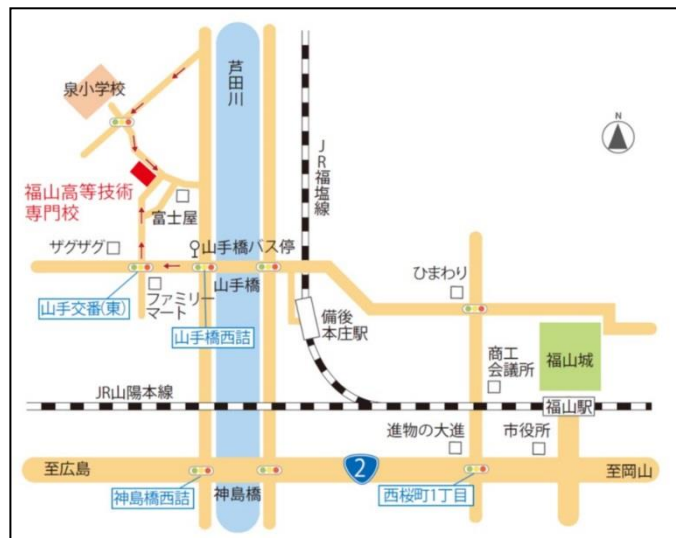 泉小学校
芦田川
N
JR福塩線
福山高等技術
専門校
富士屋
ザグザグ
山手橋バス停
ひまわり
山手橋
山手交番(東)
ファミリー
マート
山手橋西詰
備後
本庄駅
商工
会議所
福山城
JR山陽本線
福山駅
進物の大進
市役所
至広島
2
至岡山
神島橋西詰
神島橋
西桜町1丁目